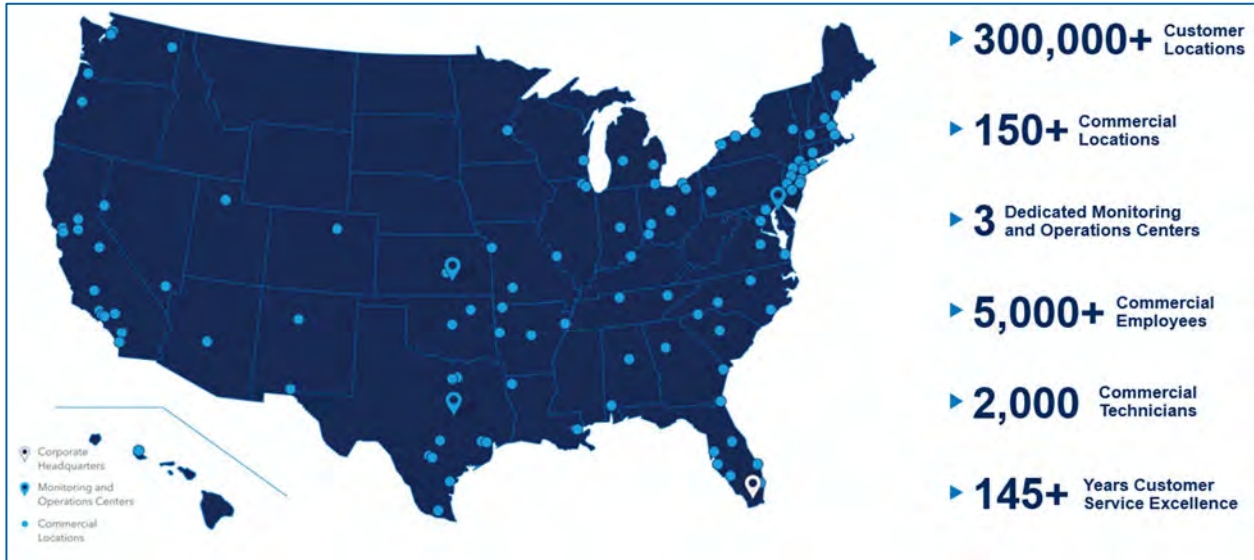 300,000+ Customer
Locations
150+ Commercial
Locations
3 Dedicated Monitoring
and Operations Centers
5,000+ Commercial
Employees
2,000 Commercial
Technicians
145+ Years Customer
Service Excellence
Corporate
Headquarters
Monitoring and
Operations Centers
Commercial
Locations